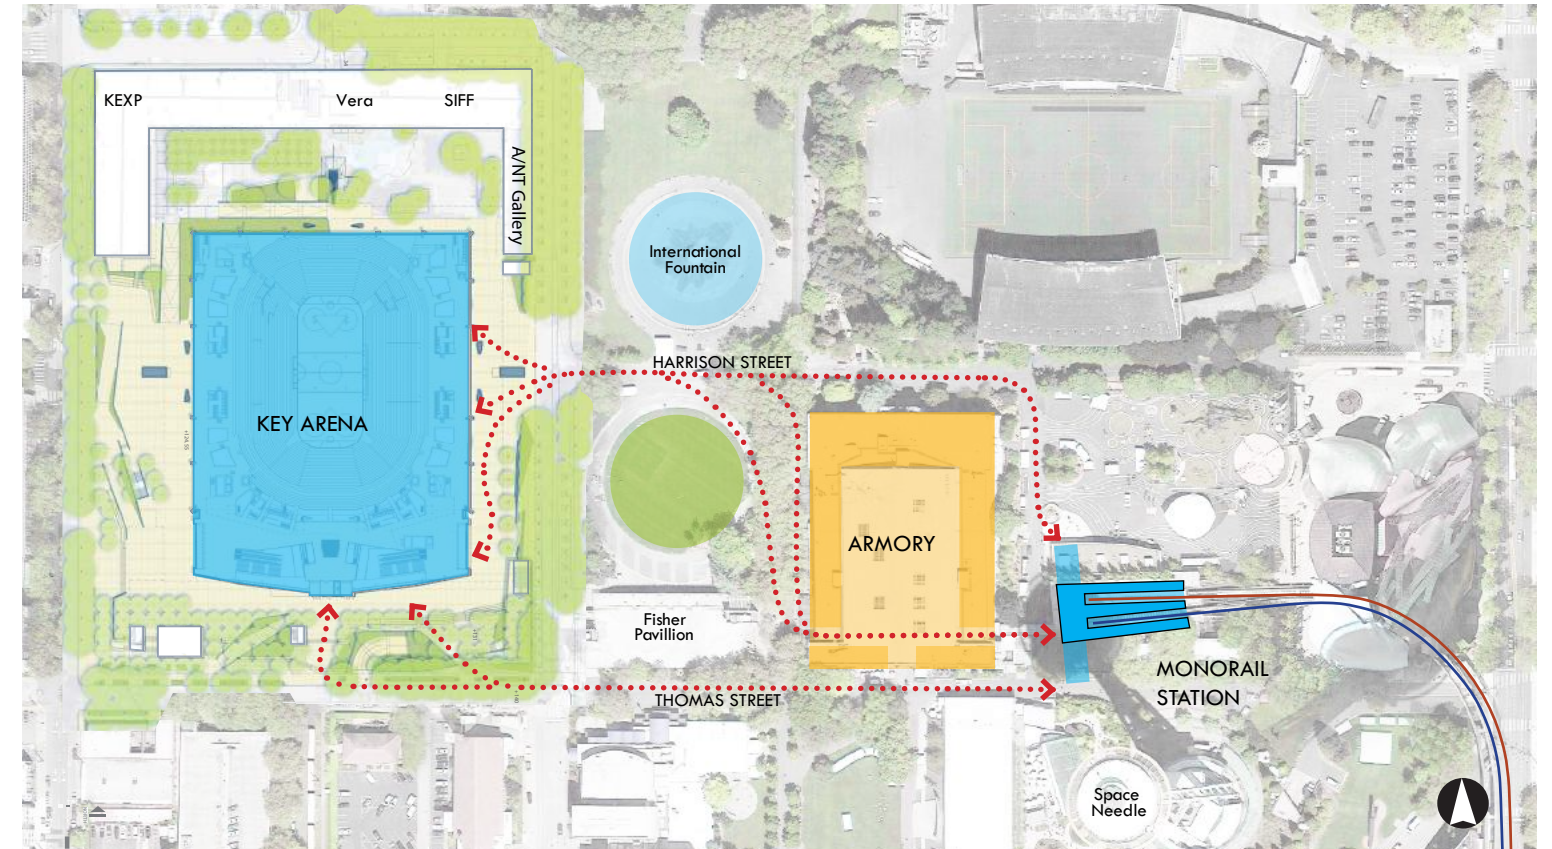 KEXP
Vera
SIFF
A/NT Gallery
International
Fountain
HARRISON STREET
KEY ARENA
ARMORY
Fisher
Pavillion
MONORAIL
STATION
THOMAS STREET
Space
Needle